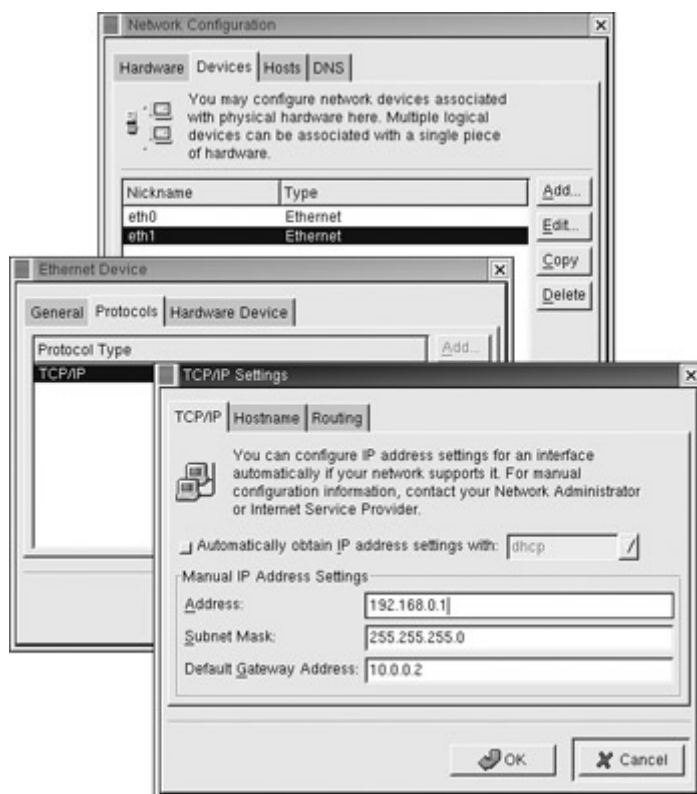 Network Configuration
Hardware Devices Hosts DNS
You may configure network devices associated
with physical hardware here. Multiple logical
devices can be associated with a single piece
of hardware.
Nickname Type
eth0 Ethernet
eth1 Ethernet
Add...
Edit...
Copy
Delete
Ethernet Device
General Protocols Hardware Device
Protocol Type
Add...
TCP/IP
TCP/IP Settings
TCP/IP Hostname Routing
You can configure IP address settings for an interface
automatically if your network supports it. For manual
configuration information, contact your Network Administrator
or Internet Service Provider.
Automatically obtain IP address settings with: dhcp
Manual IP Address Settings
Address: 192.168.0.1
Subnet Mask: 255.255.255.0
Default Gateway Address: 10.0.0.2
OK Cancel